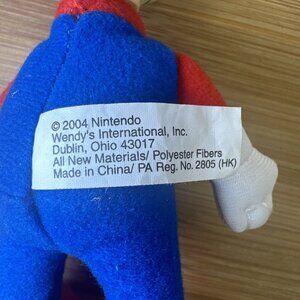 © 2004 Nintendo
Wendy's International, Inc.
Dublin, Ohio 43017
All New Materials/ Polyester Fibers
Made in China/ PA Reg. No. 2805 (HK)